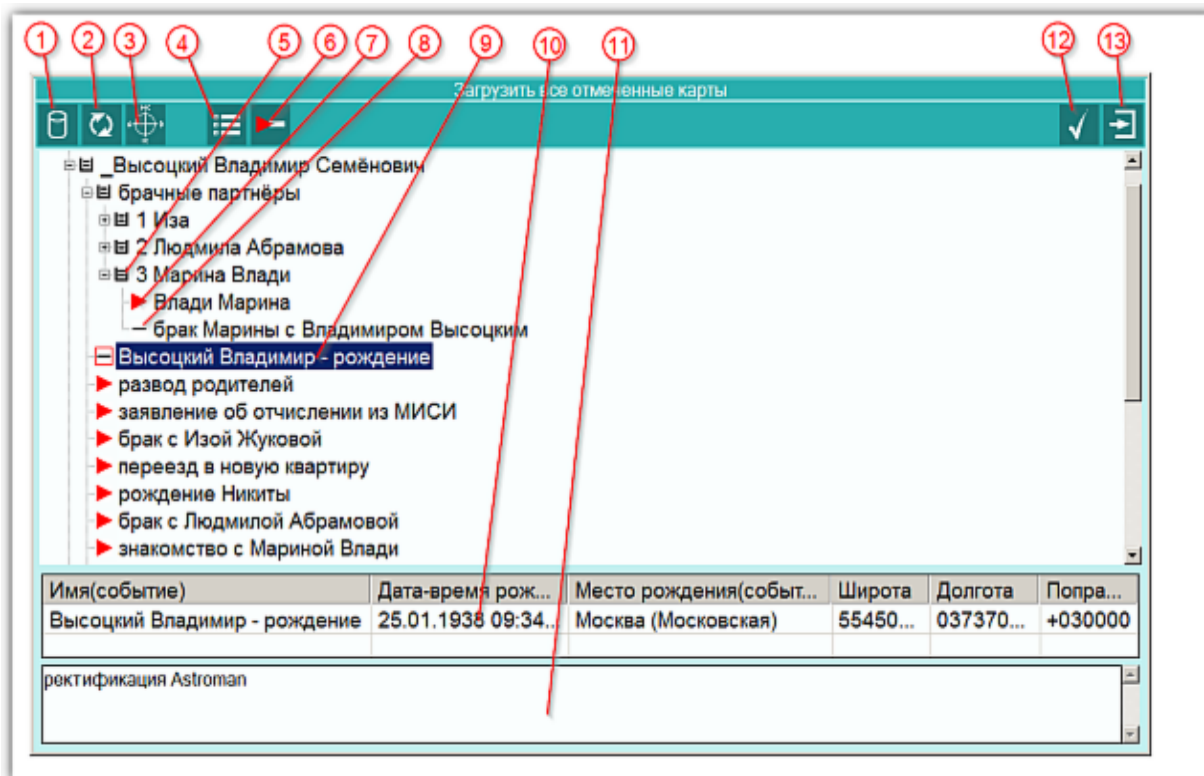 1 2 3 4 5 6 7 8 9 10 11 12 13
Загрузить все отмеченные карты
_Высоцкий Владимир Семёнович
брачные партнёры
1 Иза
2 Людмила Абрамова
3 Марина Влади
Влади Марина
брак Марины с Владимиром Высоцким
Высоцкий Владимир - рождение
развод родителей
заявление об отчислении из МИСИ
брак с Изой Жуковой
переезд в новую квартиру
рождение Никиты
брак с Людмилой Абрамовой
знакомство с Мариной Влади
Имя(событие) Дата-время рож... Место рождения(событ... Широта Долгота Попра...
Высоцкий Владимир - рождение 25.01.1938 09:34... Москва (Московская) 55450... 037370... +030000
ректификация Astroman